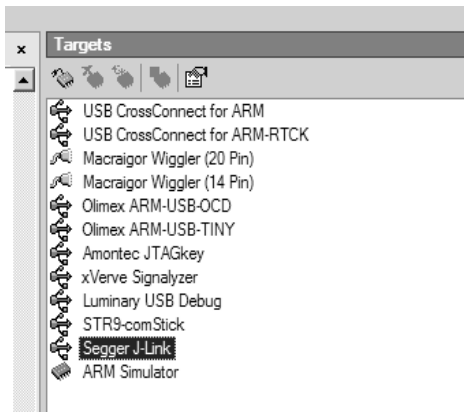 Targets
USB CrossConnect for ARM
USB CrossConnect for ARM-RTCK
Macraigor Wiggler (20 Pin)
Macraigor Wiggler (14 Pin)
Olimex ARM-USB-OCD
Olimex ARM-USB-TINY
Amontec JTAGkey
xVerve Signalyzer
Luminary USB Debug
STR9-comStick
Segger J-Link
ARM Simulator